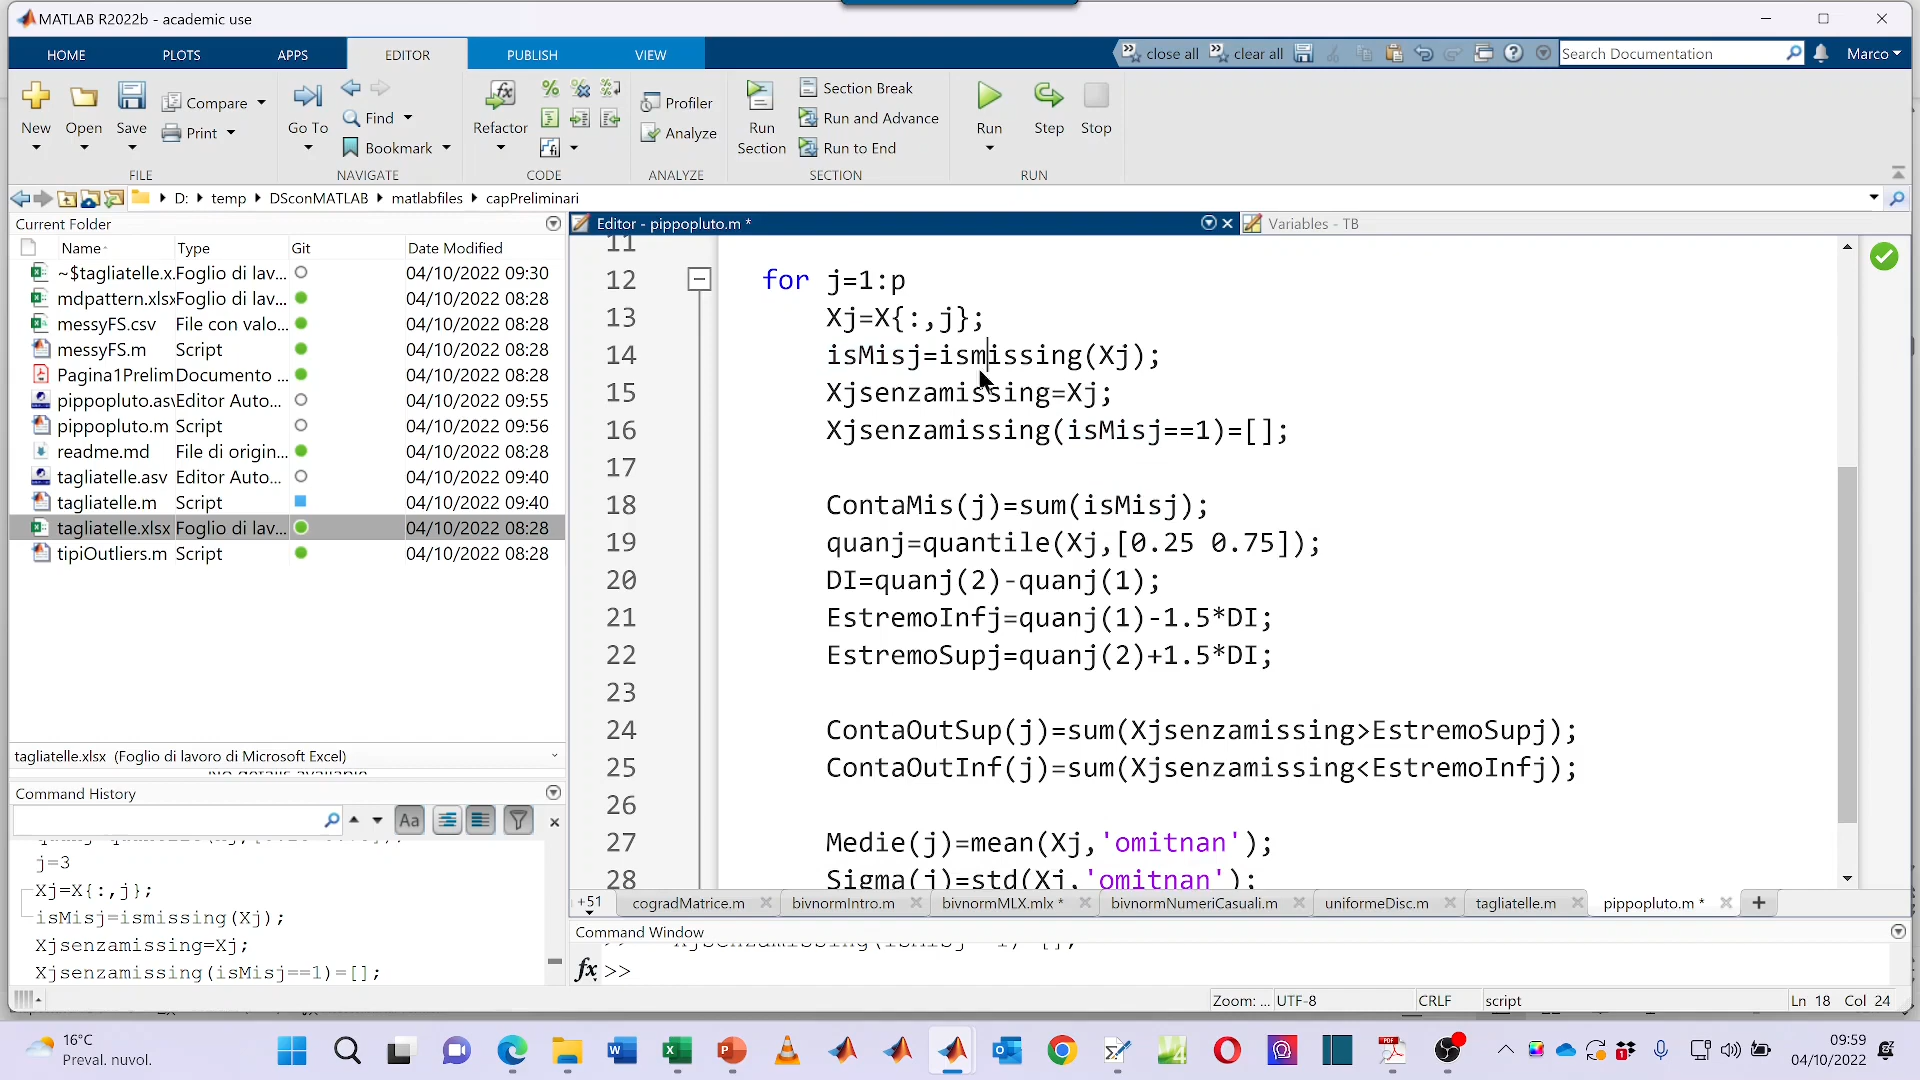 MATLAB R2022b - academic use
HOME PLOTS APPS EDITOR PUBLISH VIEW
close all clear all Search Documentation Marco
New Open Save Compare Print
Go To Find Bookmark
Refactor
Profiler Analyze
Run Section Section Break Run and Advance Run to End
Run Step Stop
FILE NAVIGATE CODE ANALYZE SECTION RUN
D: temp DSconMATLAB matlabfiles capPreliminari
Current Folder
Name Type Git Date Modified
~$tagliatelle.x... Foglio di lav... 04/10/2022 09:30
mdpattern.xlsx Foglio di lav... 04/10/2022 08:28
messyFS.csv File con valo... 04/10/2022 08:28
messyFS.m Script 04/10/2022 08:28
Pagina1Prelim Documento ... 04/10/2022 08:28
pippopluto.asv Editor Auto... 04/10/2022 09:55
pippopluto.m Script 04/10/2022 09:56
readme.md File di origin... 04/10/2022 08:28
tagliatelle.asv Editor Auto... 04/10/2022 09:40
tagliatelle.m Script 04/10/2022 09:40
tagliatelle.xlsx Foglio di lav... 04/10/2022 08:28
tipiOutliers.m Script 04/10/2022 08:28
tagliatelle.xlsx (Foglio di lavoro di Microsoft Excel)
No details available
Command History
Aa
j=3
Xj=X{:,j};
isMisj=ismissing(Xj);
Xjsenzamissing=Xj;
Xjsenzamissing(isMisj==1)=[];
Editor - pippopluto.m *
Variables - TB
11
12 for j=1:p
13 Xj=X{:,j};
14 isMisj=ismissing(Xj);
15 Xjsenzamissing=Xj;
16 Xjsenzamissing(isMisj==1)=[];
17
18 ContaMis(j)=sum(isMisj);
19 quanj=quantile(Xj,[0.25 0.75]);
20 DI=quanj(2)-quanj(1);
21 EstremoInfj=quanj(1)-1.5*DI;
22 EstremoSupj=quanj(2)+1.5*DI;
23
24 ContaOutSup(j)=sum(Xjsenzamissing>EstremoSupj);
25 ContaOutInf(j)=sum(Xjsenzamissing<EstremoInfj);
26
27 Medie(j)=mean(Xj,'omitnan');
28 Sigma(j)=std(Xj,'omitnan');
+51 cogradMatrice.m bivnormIntro.m bivnormMLX.mlx * bivnormNumeriCasuali.m uniformeDisc.m tagliatelle.m pippopluto.m *
Command Window
fx >>
Zoom: ... UTF-8 CRLF script Ln 18 Col 24
16°C
Preval. nuvol.
09:59
04/10/2022